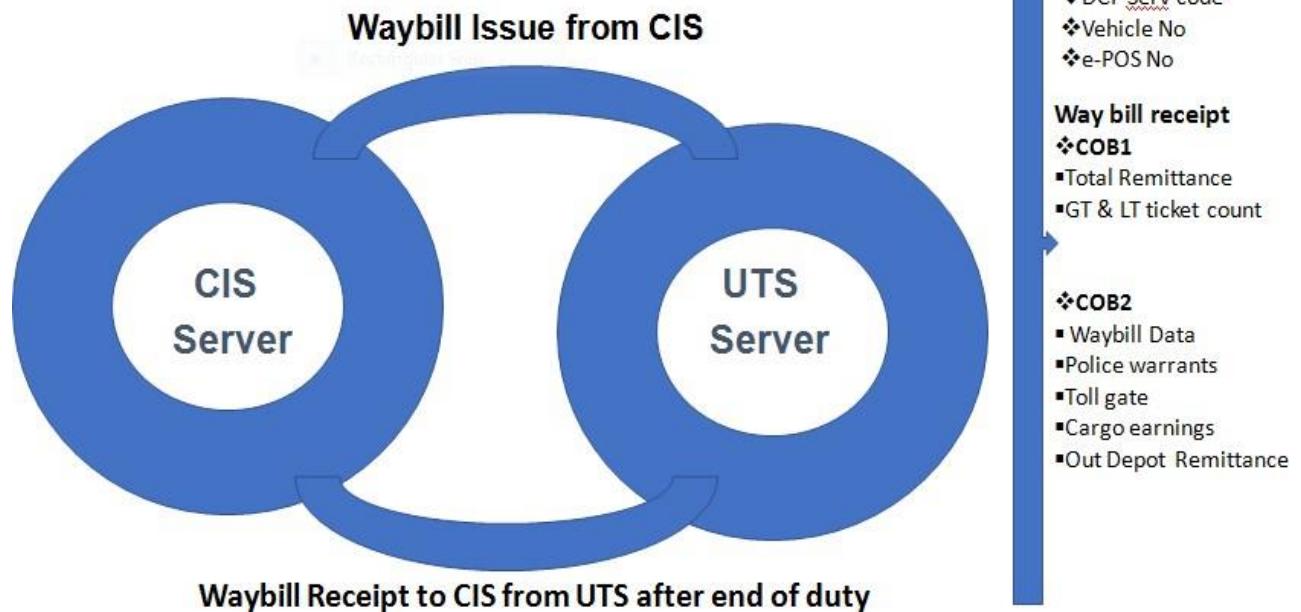 Waybill Issue from CIS
CIS
Server
UTS
Server
Waybill Receipt to CIS from UTS after end of duty
code
❖Vehicle No
❖e-POS No
Way bill receipt
❖COB1
▪Total Remittance
▪GT & LT ticket count
❖COB2
▪ Waybill Data
▪Police warrants
▪Toll gate
▪Cargo earnings
▪Out Depot Remittance